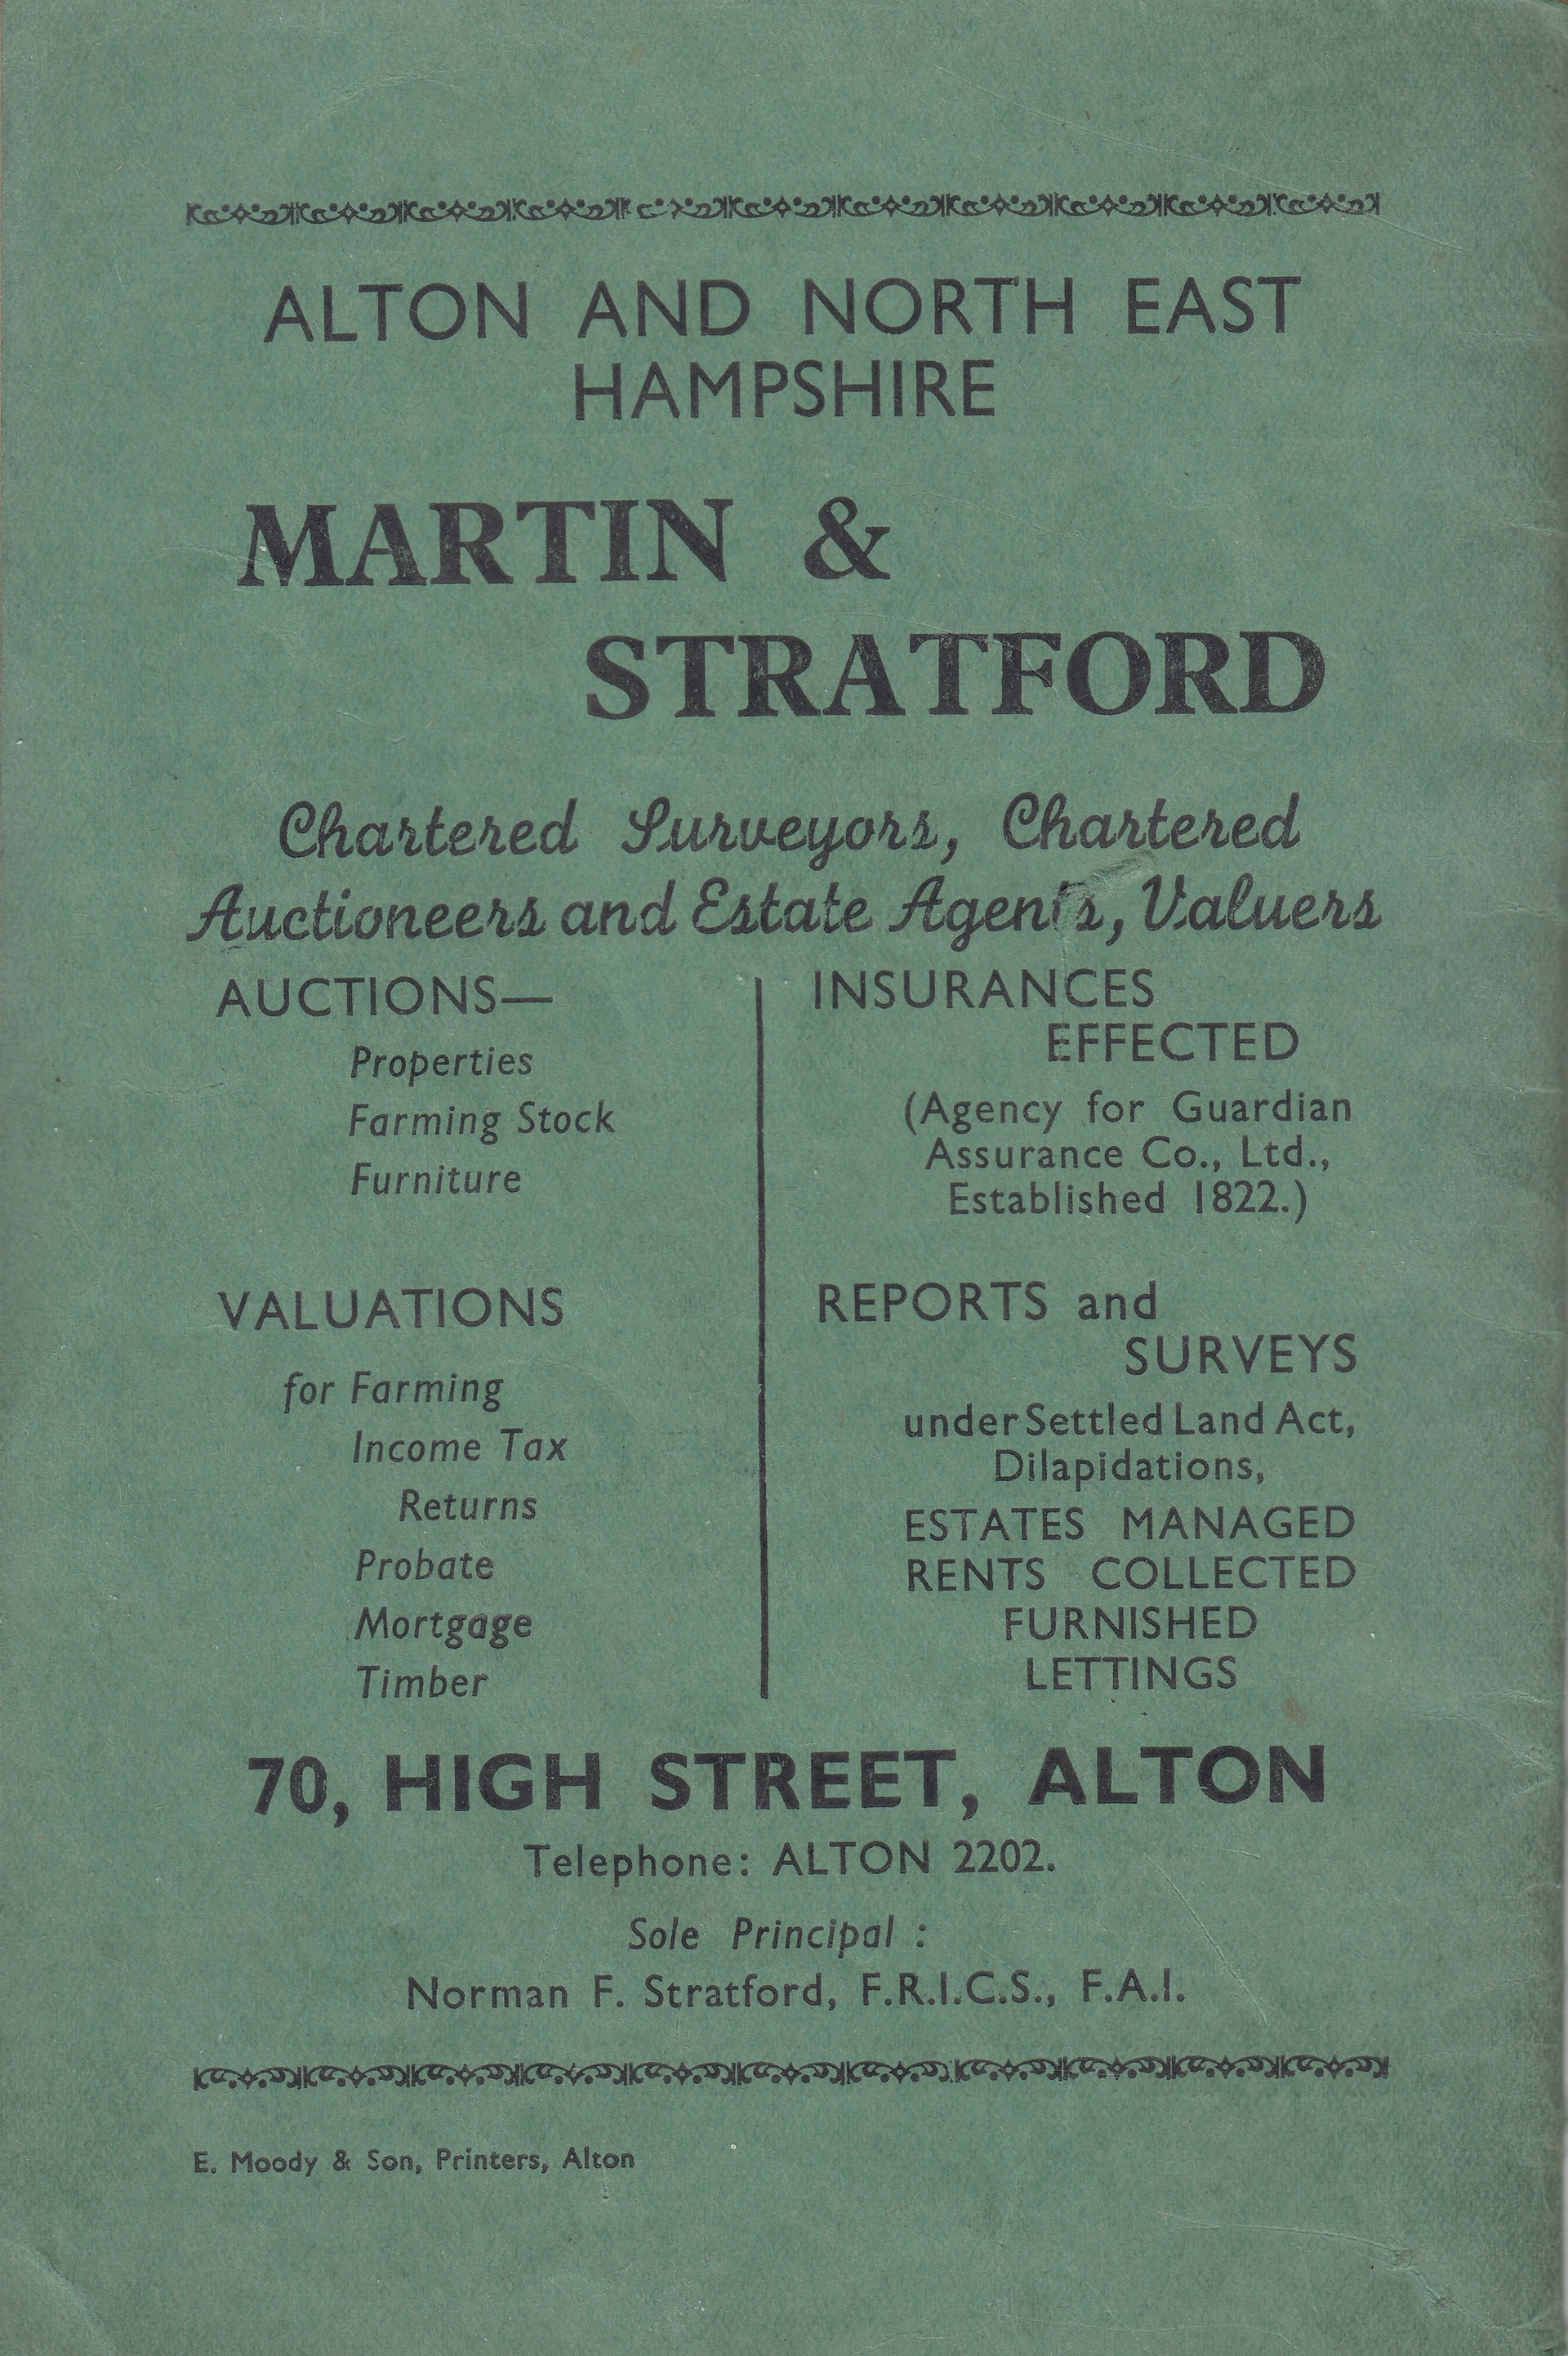 ALTON AND NORTH EAST
HAMPSHIRE
MARTIN &
STRATFORD
Chartered Surveyors, Chartered
Auctioneers and Estate Agents, Valuers
AUCTIONS—
Properties
Farming Stock
Furniture
VALUATIONS
for Farming
Income Tax
Returns
Probate
Mortgage
Timber
INSURANCES
EFFECTED
(Agency for Guardian
Assurance Co., Ltd.,
Established 1822.)
REPORTS and
SURVEYS
under Settled Land Act,
Dilapidations,
ESTATES MANAGED
RENTS COLLECTED
FURNISHED
LETTINGS
70, HIGH STREET, ALTON
Telephone: ALTON 2202.
Sole Principal :
Norman F. Stratford, F.R.I.C.S., F.A.I.
E. Moody & Son, Printers, Alton